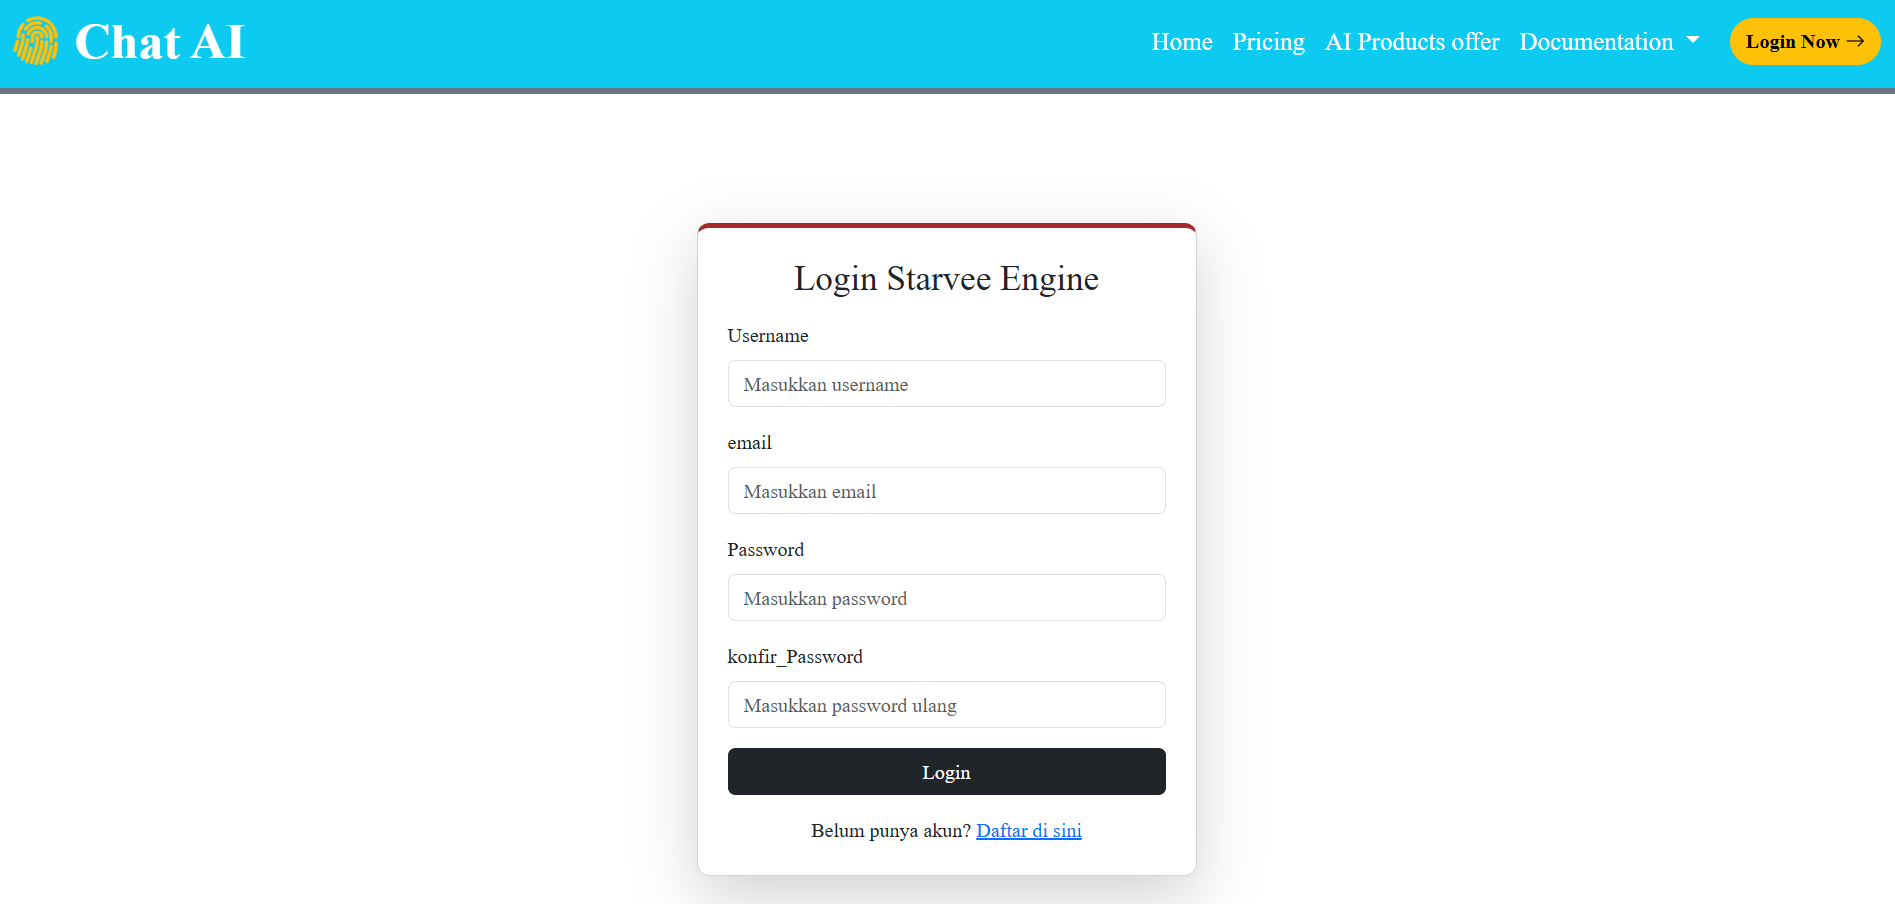 Chat AI
Home Pricing AI Products offer Documentation Login Now →
Login Starvee Engine
Username
Masukkan username
email
Masukkan email
Password
Masukkan password
konfir_Password
Masukkan password ulang
Login
Belum punya akun? Daftar di sini